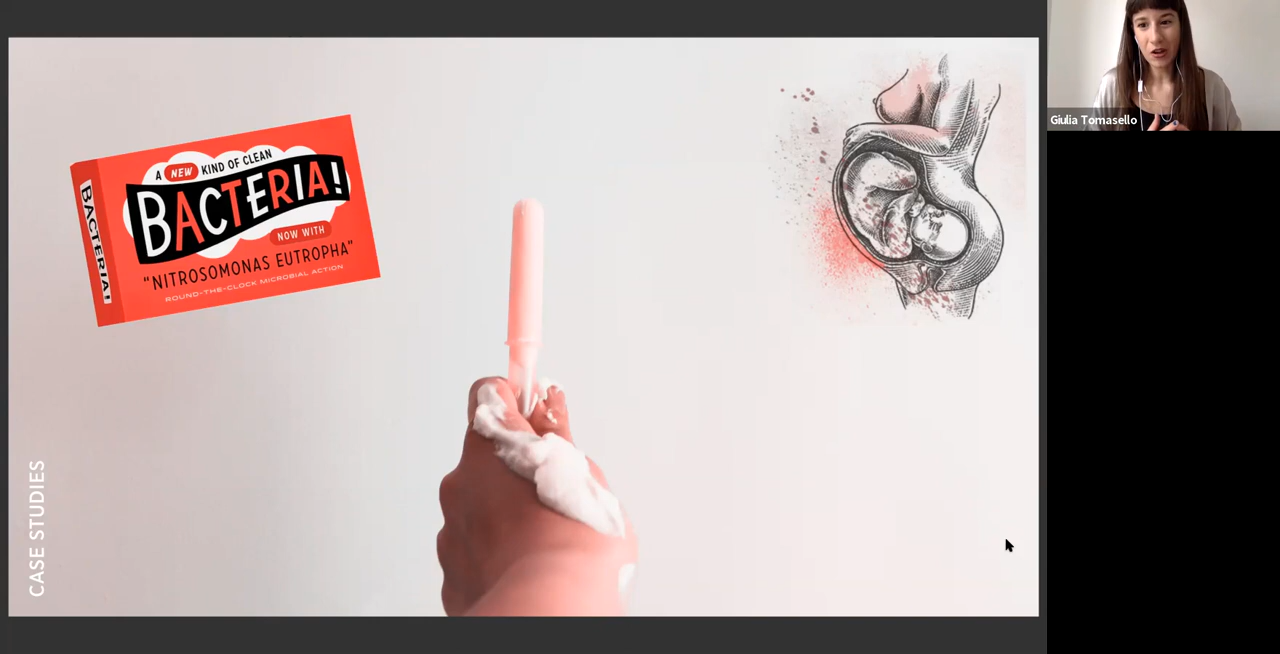 A NEW KIND OF CLEAN
BACTERIA!
NOW WITH
"NITROSOMONAS EUTROPHA"
ROUND-THE-CLOCK MICROBIAL ACTION
BACTERIA!
CASE STUDIES
Giulia Tomasello